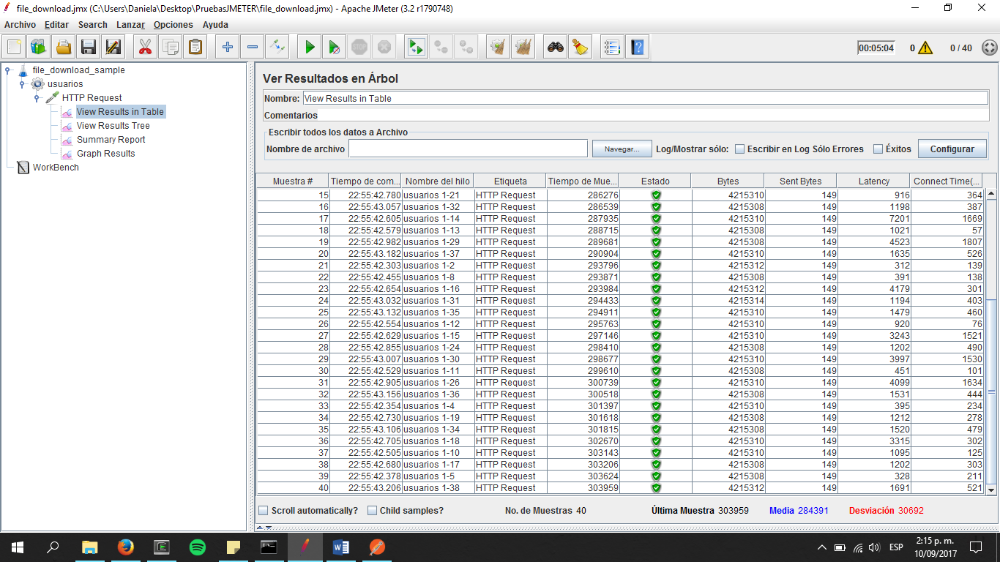 file_download.jmx (C:\Users\Daniela\Desktop\PruebasJMETER\file_download.jmx) - Apache JMeter (3.2 r1790748)
Archivo Editar Search Lanzar Opciones Ayuda
00:05:04 0 0 / 40
file_download_sample
usuarios
HTTP Request
View Results in Table
View Results Tree
Summary Report
Graph Results
WorkBench
Ver Resultados en Árbol
Nombre: View Results in Table
Comentarios
Escribir todos los datos a Archivo
Nombre de archivo Navegar... Log/Mostrar sólo: Escribir en Log Sólo Errores Éxitos Configurar
Muestra # Tiempo de com... Nombre del hilo Etiqueta Tiempo de Mue... Estado Bytes Sent Bytes Latency Connect Time(...
15 22:55:42.780 usuarios 1-21 HTTP Request 286276 4215310 149 916 364
16 22:55:43.057 usuarios 1-32 HTTP Request 286539 4215308 149 1198 387
17 22:55:42.605 usuarios 1-14 HTTP Request 287935 4215310 149 7201 1669
18 22:55:42.579 usuarios 1-13 HTTP Request 288715 4215308 149 1021 57
19 22:55:42.982 usuarios 1-29 HTTP Request 289681 4215308 149 4523 1807
20 22:55:43.182 usuarios 1-37 HTTP Request 290904 4215310 149 1635 526
21 22:55:42.303 usuarios 1-2 HTTP Request 293796 4215312 149 312 139
22 22:55:42.455 usuarios 1-8 HTTP Request 293871 4215308 149 391 138
23 22:55:42.654 usuarios 1-16 HTTP Request 293984 4215312 149 4179 301
24 22:55:43.032 usuarios 1-31 HTTP Request 294433 4215314 149 1194 403
25 22:55:43.132 usuarios 1-35 HTTP Request 294911 4215310 149 1479 460
26 22:55:42.554 usuarios 1-12 HTTP Request 295763 4215310 149 920 76
27 22:55:42.629 usuarios 1-15 HTTP Request 297146 4215310 149 3243 1521
28 22:55:42.855 usuarios 1-24 HTTP Request 298410 4215308 149 1202 490
29 22:55:43.007 usuarios 1-30 HTTP Request 298677 4215310 149 3997 1530
30 22:55:42.529 usuarios 1-11 HTTP Request 299610 4215308 149 451 101
31 22:55:42.905 usuarios 1-26 HTTP Request 300739 4215310 149 4099 1634
32 22:55:43.156 usuarios 1-36 HTTP Request 300518 4215308 149 1531 444
33 22:55:42.354 usuarios 1-4 HTTP Request 301397 4215310 149 395 234
34 22:55:42.730 usuarios 1-19 HTTP Request 301618 4215308 149 1212 278
35 22:55:43.106 usuarios 1-34 HTTP Request 301815 4215308 149 1520 479
36 22:55:42.705 usuarios 1-18 HTTP Request 302670 4215310 149 3315 302
37 22:55:42.505 usuarios 1-10 HTTP Request 303143 4215310 149 1095 125
38 22:55:42.680 usuarios 1-17 HTTP Request 303206 4215308 149 1202 303
39 22:55:42.378 usuarios 1-5 HTTP Request 303624 4215308 149 328 211
40 22:55:43.206 usuarios 1-38 HTTP Request 303959 4215312 149 1691 521
Scroll automatically? Child samples? No. de Muestras 40 Última Muestra 303959 Media 284391 Desviación 30692
ESP 2:15 p. m.
10/09/2017